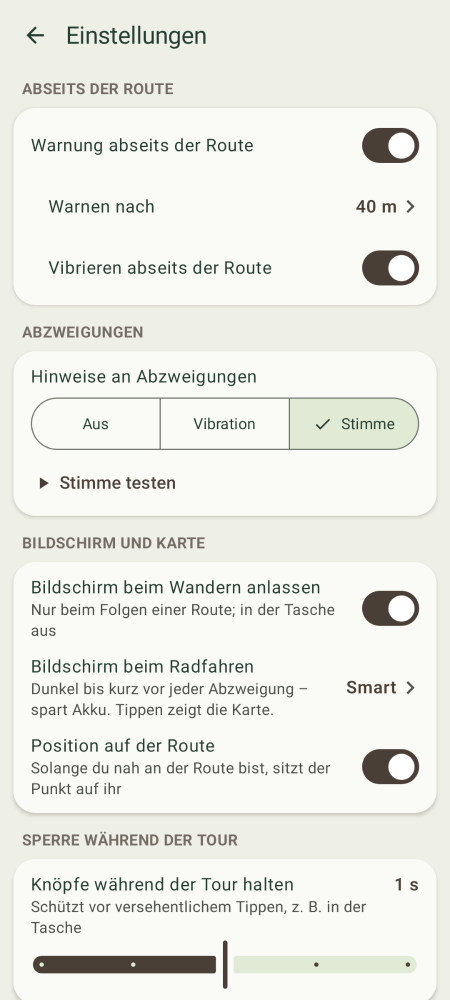 Einstellungen
ABSEITS DER ROUTE
Warnung abseits der Route
Warnen nach
40 m
Vibrieren abseits der Route
ABZWEIGUNGEN
Hinweise an Abzweigungen
Aus
Vibration
Stimme
Stimme testen
BILDSCHIRM UND KARTE
Bildschirm beim Wandern anlassen
Nur beim Folgen einer Route; in der Tasche
aus
Bildschirm beim Radfahren
Dunkel bis kurz vor jeder Abzweigung –
spart Akku. Tippen zeigt die Karte.
Smart
Position auf der Route
Solange du nah an der Route bist, sitzt der
Punkt auf ihr
SPERRE WÄHREND DER TOUR
Knöpfe während der Tour halten
1 s
Schützt vor versehentlichem Tippen, z. B. in der
Tasche